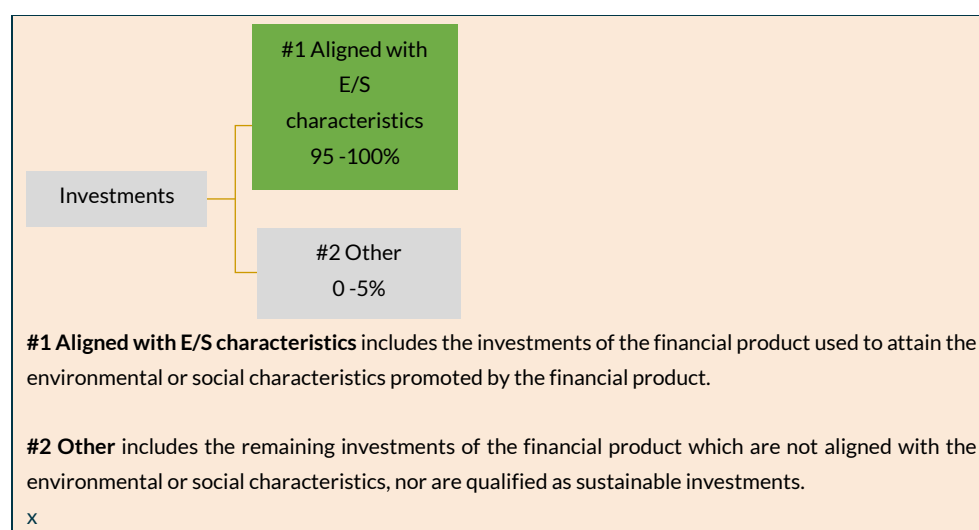 #1 Aligned with
E/S
characteristics
95 -100%
Investments
#2 Other
0 -5%
#1 Aligned with E/S characteristics includes the investments of the financial product used to attain the
environmental or social characteristics promoted by the financial product.
#2 Other includes the remaining investments of the financial product which are not aligned with the
environmental or social characteristics, nor are qualified as sustainable investments.
x